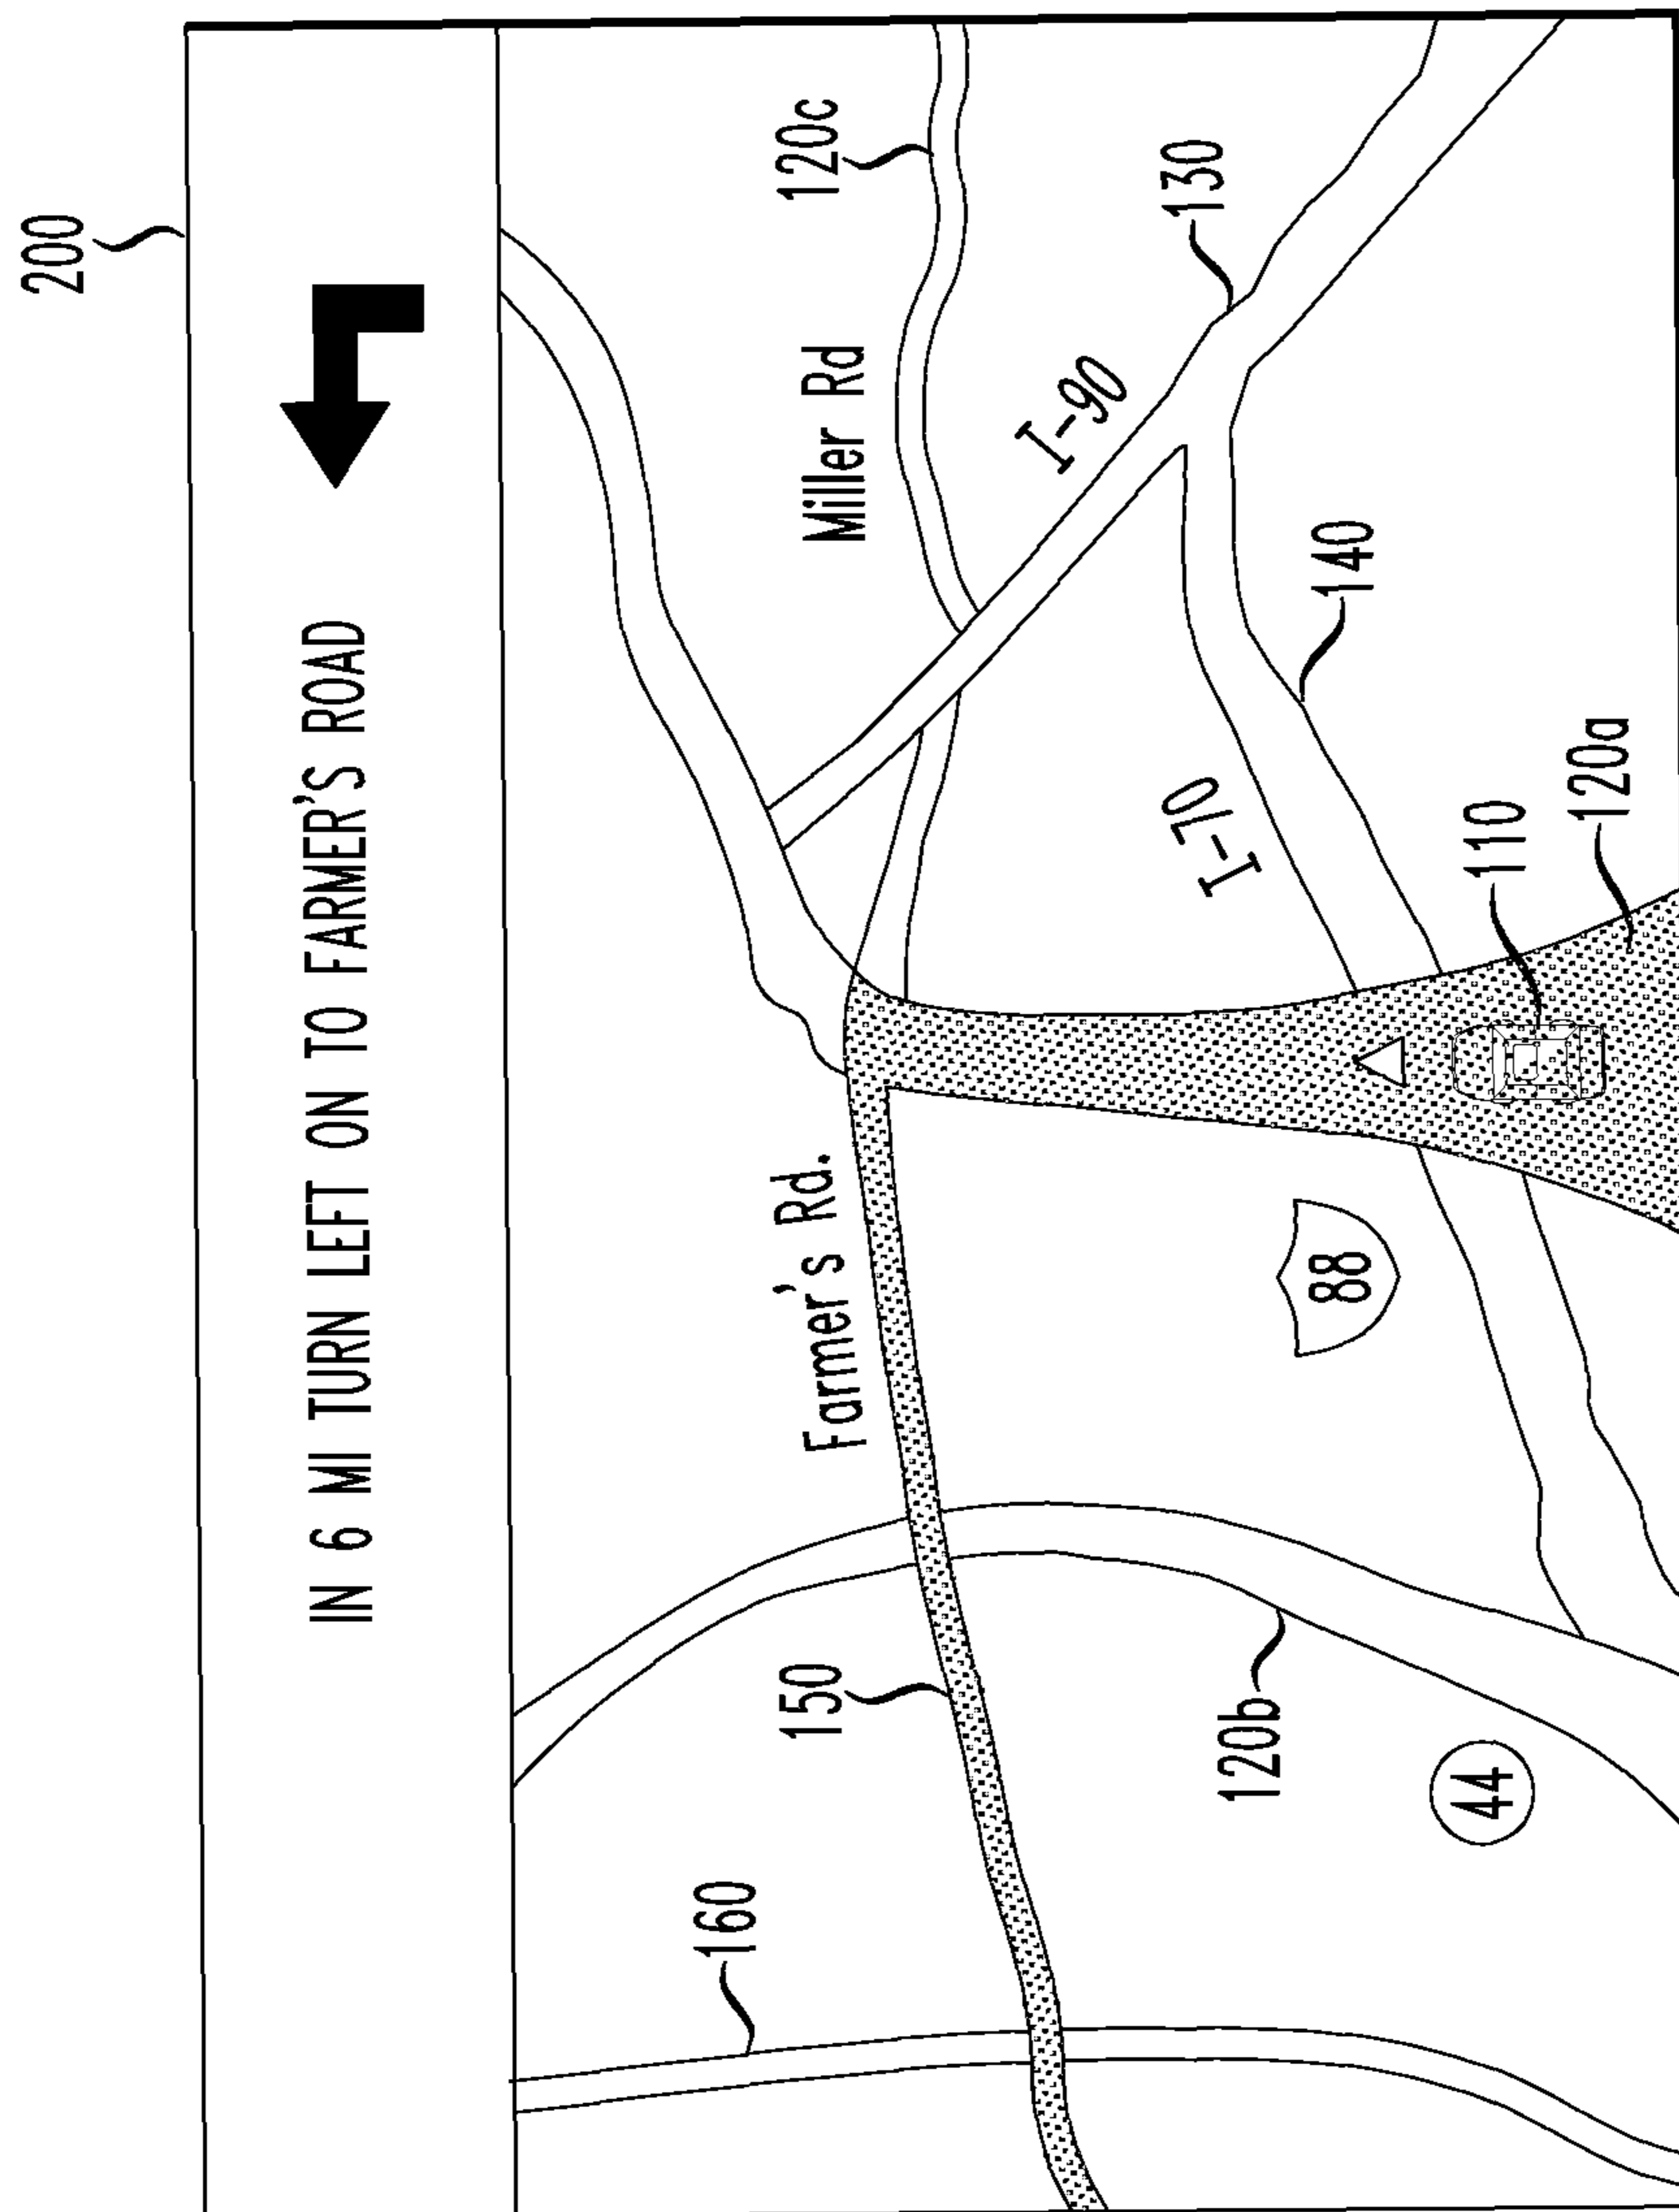 200
IN 6 MI TURN LEFT ON TO FARMER'S ROAD
160
150
Farmer's Rd.
Miller Rd
120c
I-90
130
120b
88
I-70
140
44
110
120a